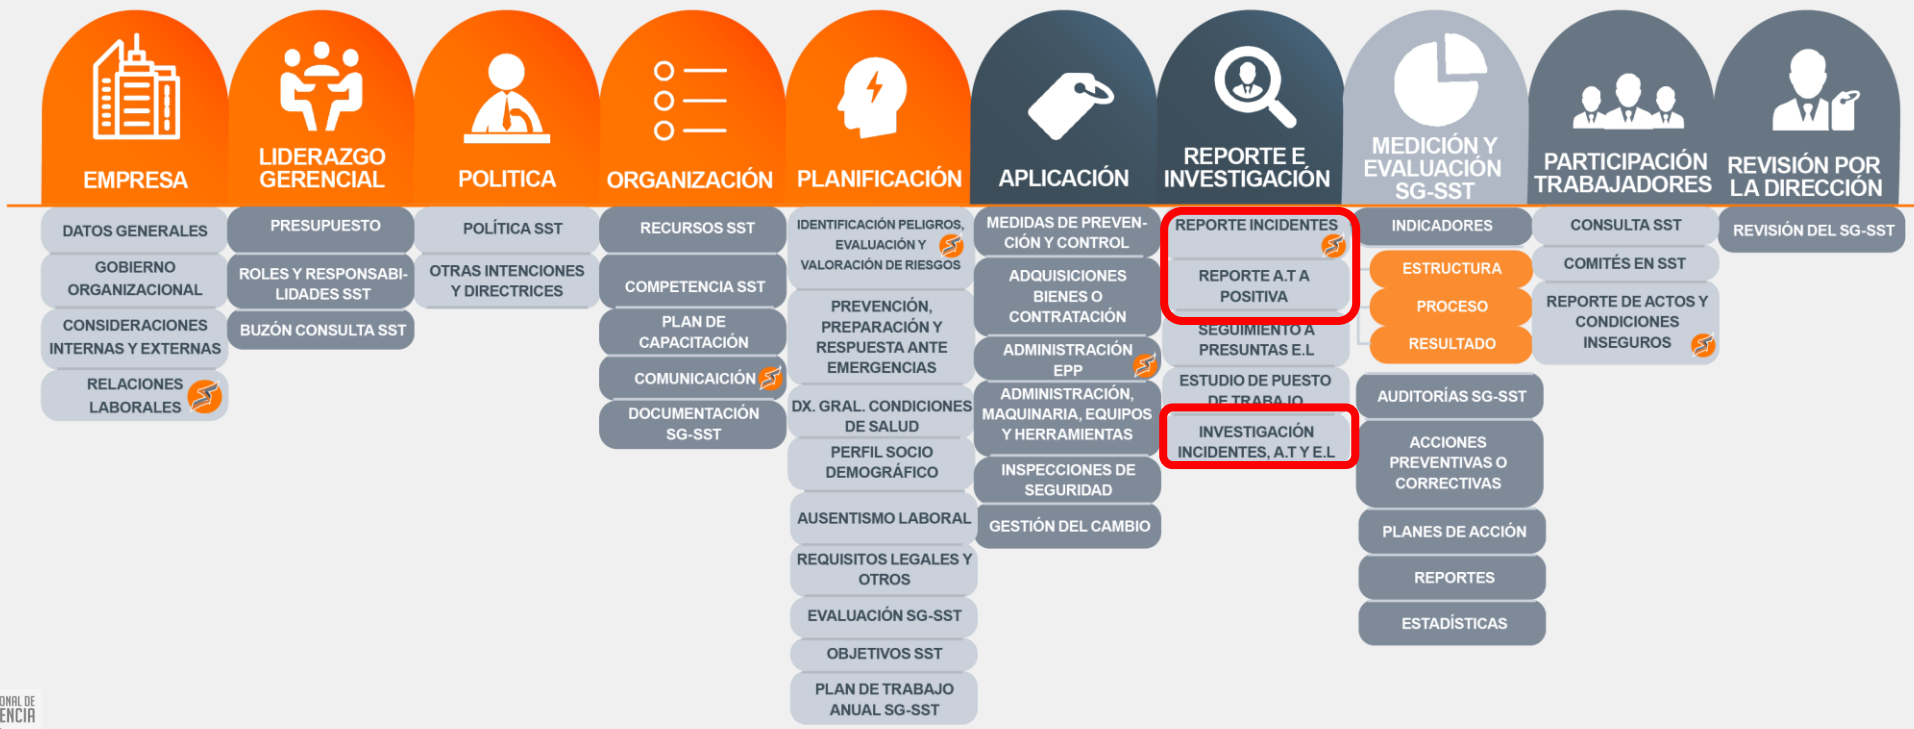 EMPRESA
DATOS GENERALES
GOBIERNO
ORGANIZACIONAL
CONSIDERACIONES
INTERNAS Y EXTERNAS
RELACIONES
LABORALES
LIDERAZGO
GERENCIAL
PRESUPUESTO
ROLES Y RESPONSABI-
LIDADES SST
BUZÓN CONSULTA SST
POLITICA
POLÍTICA SST
OTRAS INTENCIONES
Y DIRECTRICES
ORGANIZACIÓN
RECURSOS SST
COMPETENCIA SST
PLAN DE
CAPACITACIÓN
COMUNICAICIÓN
DOCUMENTACIÓN
SG-SST
PLANIFICACIÓN
IDENTIFICACIÓN PELIGROS,
EVALUACIÓN Y
VALORACIÓN DE RIESGOS
PREVENCIÓN,
PREPARACIÓN Y
RESPUESTA ANTE
EMERGENCIAS
DX. GRAL. CONDICIONES
DE SALUD
PERFIL SOCIO
DEMOGRÁFICO
AUSENTISMO LABORAL
REQUISITOS LEGALES Y
OTROS
EVALUACIÓN SG-SST
OBJETIVOS SST
PLAN DE TRABAJO
ANUAL SG-SST
APLICACIÓN
MEDIDAS DE PREVEN-
CIÓN Y CONTROL
ADQUISICIONES
BIENES O
CONTRATACIÓN
ADMINISTRACIÓN
EPP
ADMINISTRACIÓN,
MAQUINARIA, EQUIPOS
Y HERRAMIENTAS
INSPECCIONES DE
SEGURIDAD
GESTIÓN DEL CAMBIO
REPORTE E
INVESTIGACIÓN
REPORTE INCIDENTES
REPORTE A.T A
POSITIVA
SEGUIMIENTO A
PRESUNTAS E.L
ESTUDIO DE PUESTO
DE TRABAJO
INVESTIGACIÓN
INCIDENTES, A.T Y E.L
MEDICIÓN Y
EVALUACIÓN
SG-SST
INDICADORES
ESTRUCTURA
PROCESO
RESULTADO
AUDITORÍAS SG-SST
ACCIONES
PREVENTIVAS O
CORRECTIVAS
PLANES DE ACCIÓN
REPORTES
ESTADÍSTICAS
PARTICIPACIÓN
TRABAJADORES
CONSULTA SST
COMITÉS EN SST
REPORTE DE ACTOS Y
CONDICIONES
INSEGUROS
REVISIÓN POR
LA DIRECCIÓN
REVISIÓN DEL SG-SST
ONAL DE
ENCIA